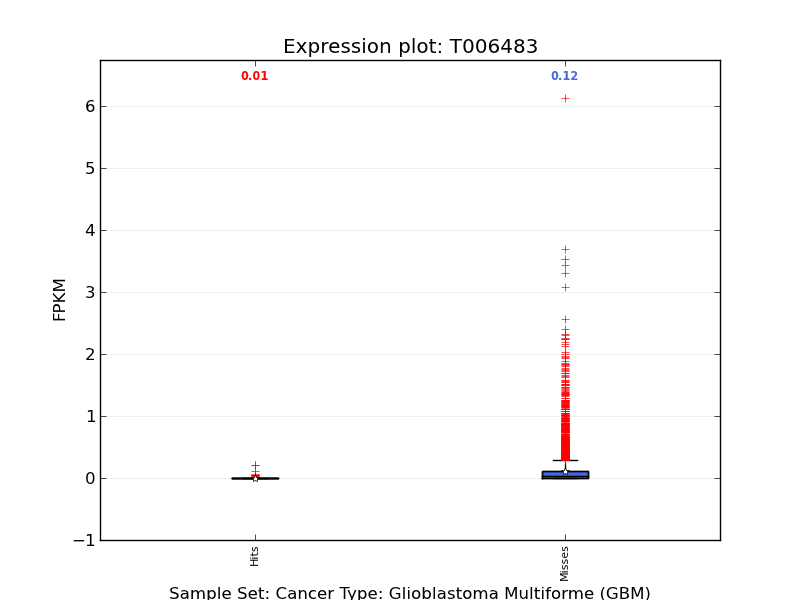 Expression plot: T006483
0.01
0.12
6
5
4
3
2
1
0
−1
FPKM
Hits
Misses
Sample Set: Cancer Type: Glioblastoma Multiforme (GBM)